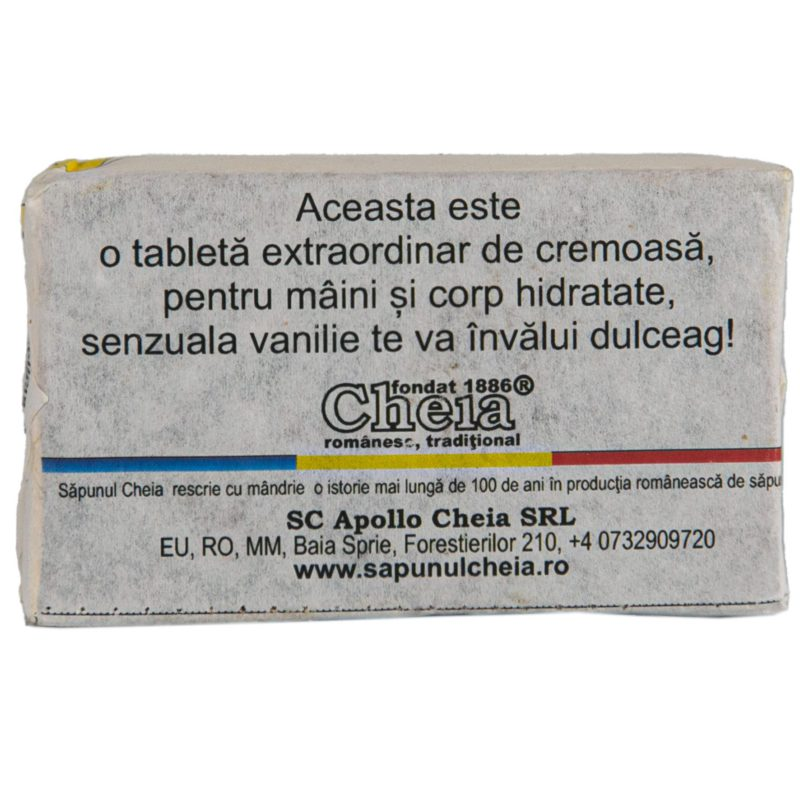 Aceasta este
o tabletă extraordinar de cremoasă,
pentru mâini și corp hidratate,
senzuala vanilie te va învălui dulceag!
fondat 1886®
Cheia
românesc, tradițional
Săpunul Cheia rescrie cu mândrie o istorie mai lungă de 100 de ani în producția românească de săpu
SC Apollo Cheia SRL
EU, RO, MM, Baia Sprie, Forestierilor 210, +4 0732909720
www.sapunulcheia.ro